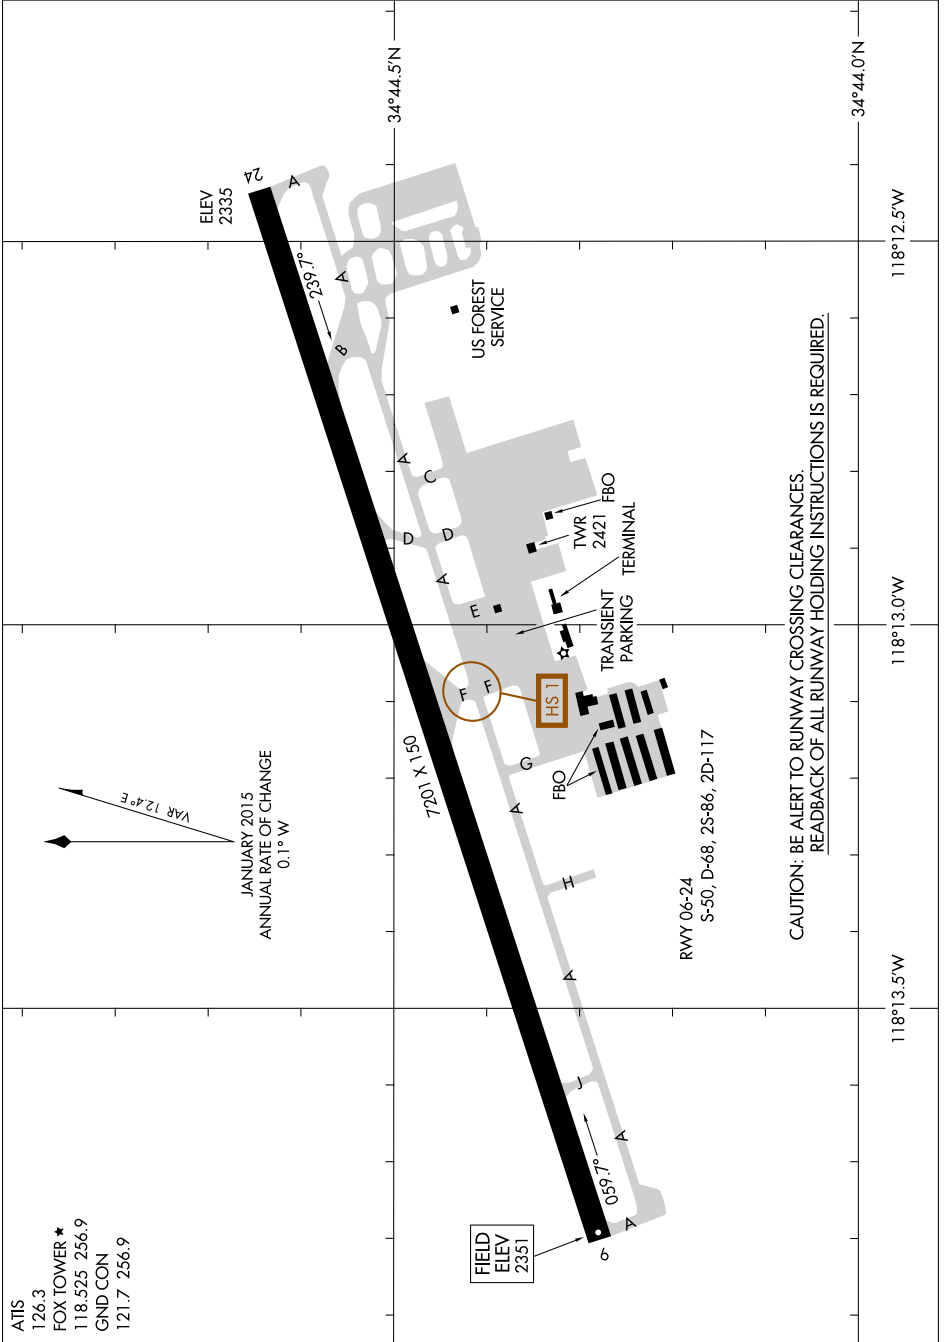 ATIS
126.3
FOX TOWER ★
118.525 256.9
GND CON
121.7 256.9
JANUARY 2015
ANNUAL RATE OF CHANGE
0.1° W
VAR 12.4° E
ELEV
2335
24
A
239.7°
A
B
A
C
D
D
A
E
F
F
HS 1
G
A
H
A
J
A
A
059.7°
6
7201 X 150
FIELD
ELEV
2351
US FOREST
SERVICE
FBO
TWR
2421
TERMINAL
TRANSIENT
PARKING
FBO
RWY 06-24
S-50, D-68, 2S-86, 2D-117
CAUTION: BE ALERT TO RUNWAY CROSSING CLEARANCES.
READBACK OF ALL RUNWAY HOLDING INSTRUCTIONS IS REQUIRED.
34°44.5'N
34°44.0'N
118°13.5'W
118°13.0'W
118°12.5'W